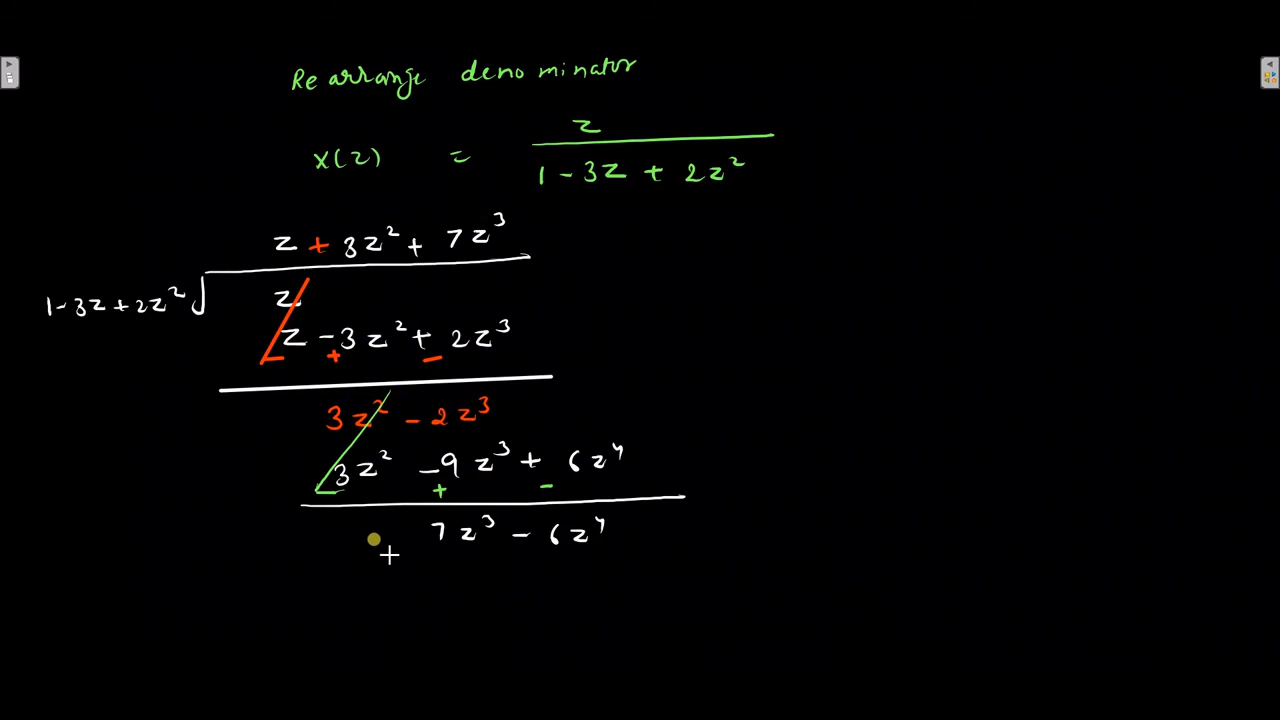 Rearrange denominator
z
x(z) =
1 - 3z + 2z²
z + 3z² + 7z³
1 - 3z + 2z² √ z
z - 3z² + 2z³
+ −
3z² - 2z³
3z² - 9z³ + 6z⁴
+ −
7z³ - 6z⁴